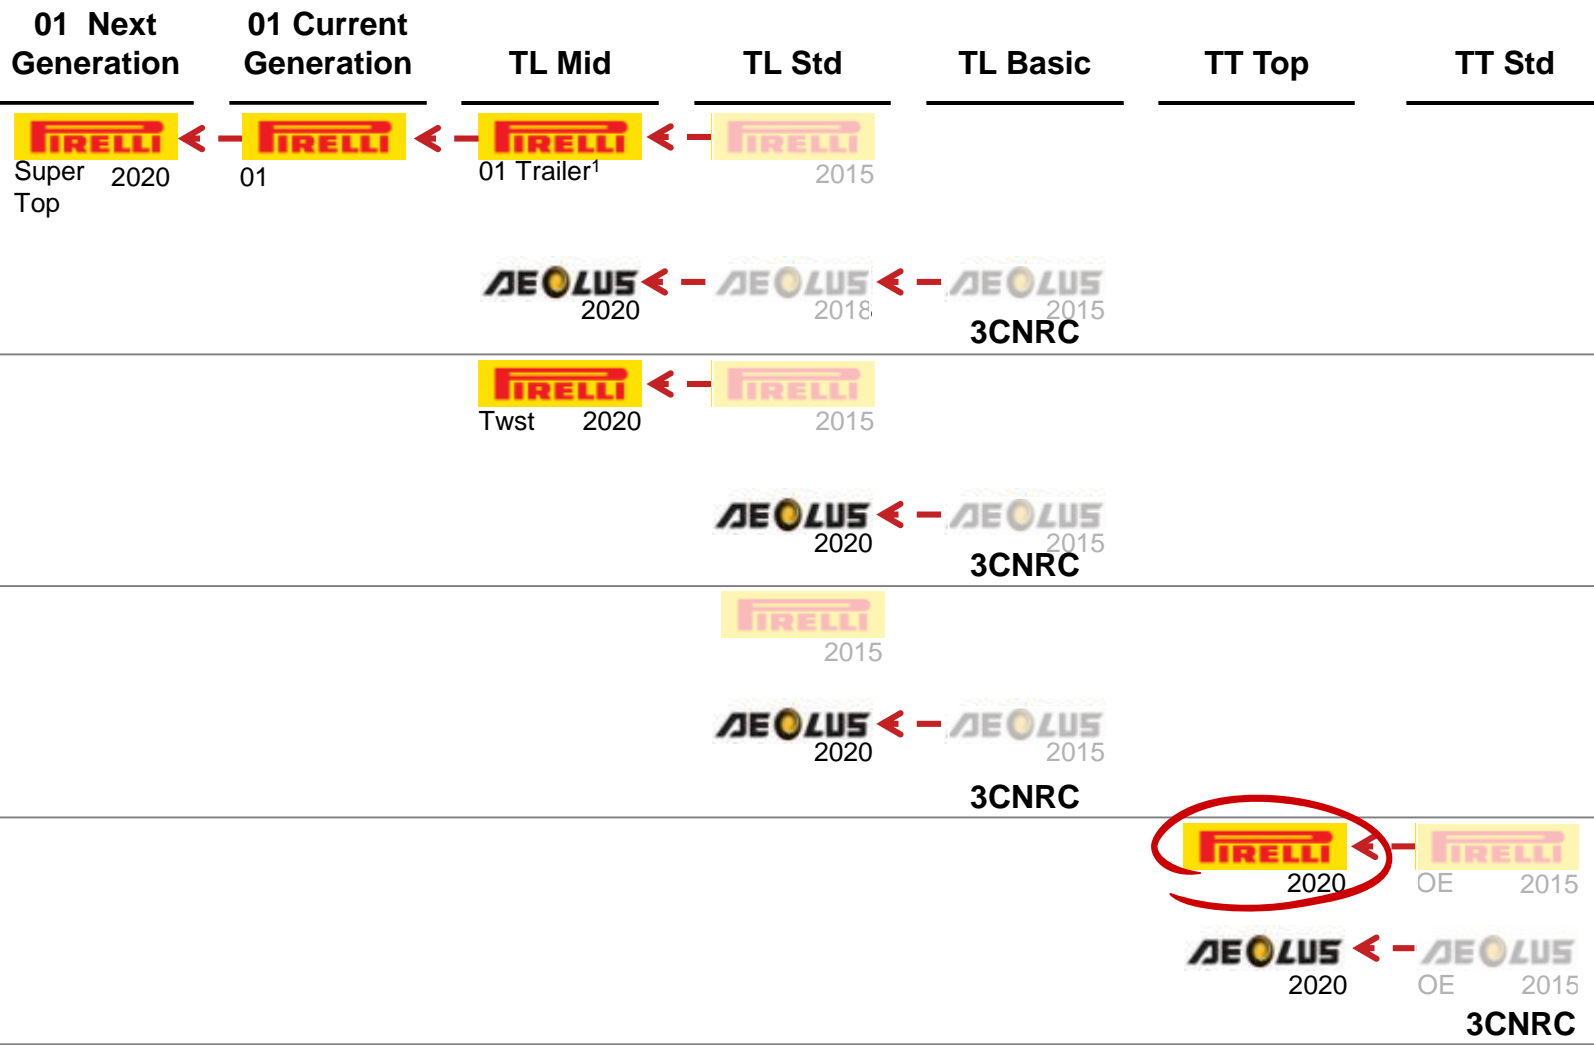 01 Next Generation
01 Current Generation
TL Mid
TL Std
TL Basic
TT Top
TT Std
PIRELLI PIRELLI PIRELLI PIRELLI
Super Top 2020 01 01 Trailer¹ 2015
AEOLUS AEOLUS AEOLUS
2020 2018 2015
3CNRC
PIRELLI PIRELLI
Twst 2020 2015
AEOLUS AEOLUS
2020 2015
3CNRC
PIRELLI
2015
AEOLUS AEOLUS
2020 2015
3CNRC
PIRELLI PIRELLI
2020 OE 2015
AEOLUS AEOLUS
2020 OE 2015
3CNRC